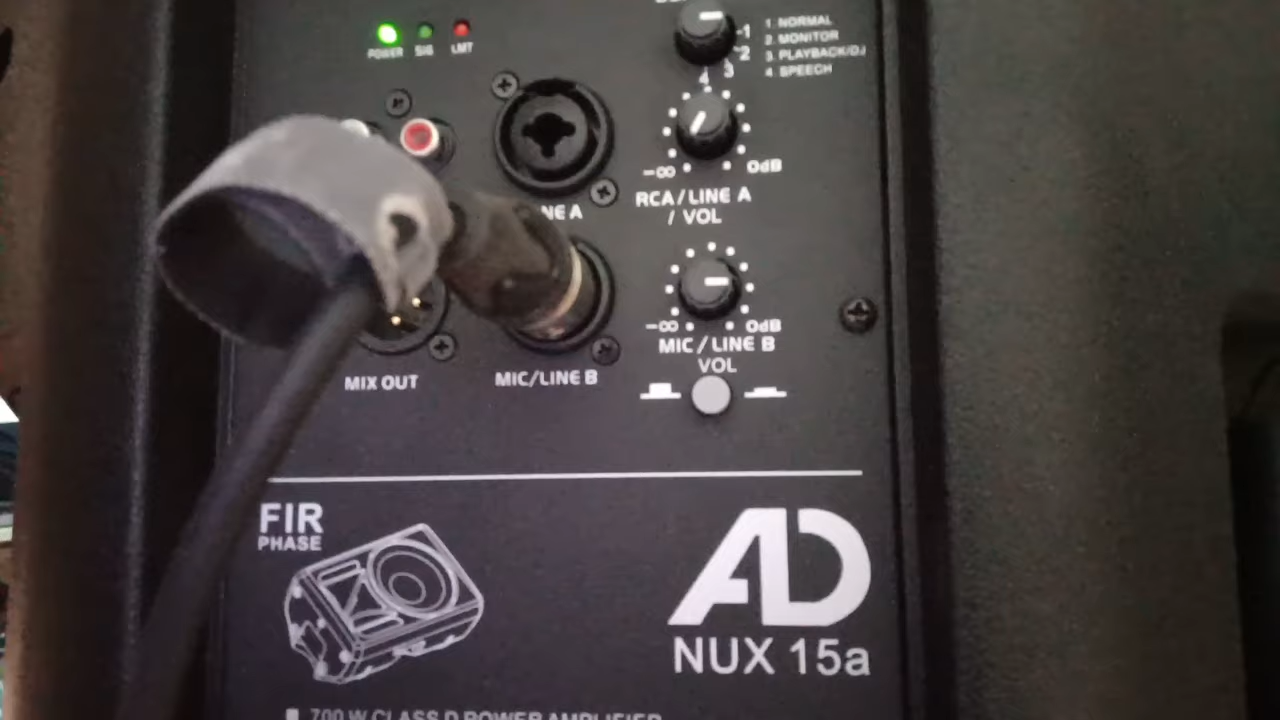 POWER SIG LMT
1 NORMAL
2 MONITOR
3 PLAYBACK/DJ
4 SPEECH
1
2
3
4
-∞ 0dB
RCA/LINE A
/ VOL
NE A
-∞ 0dB
MIC/LINE B
VOL
MIX OUT
MIC/LINE B
FIR
PHASE
AD
NUX 15a
700 W CLASS D POWER AMPLIFIER